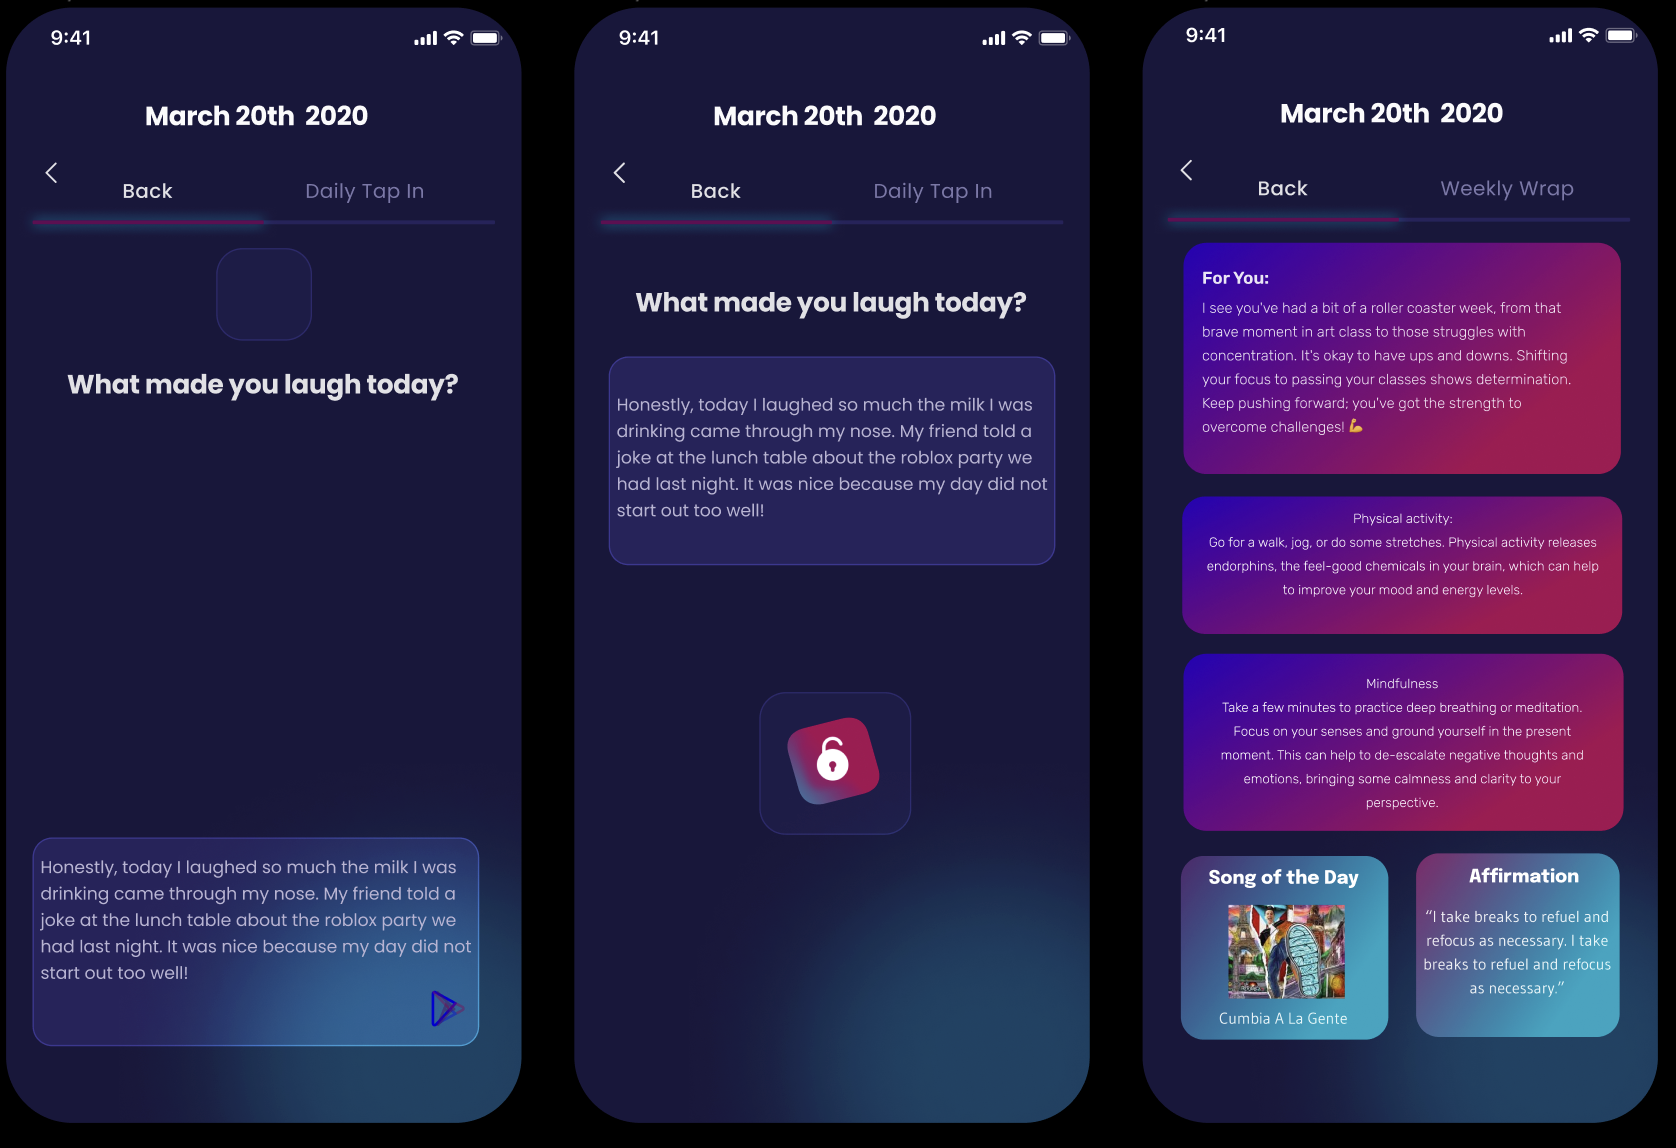 9:41
March 20th 2020
Back
Daily Tap In
What made you laugh today?
Honestly, today I laughed so much the milk I was
drinking came through my nose. My friend told a
joke at the lunch table about the roblox party we
had last night. It was nice because my day did not
start out too well!
9:41
March 20th 2020
Back
Daily Tap In
What made you laugh today?
Honestly, today I laughed so much the milk I was
drinking came through my nose. My friend told a
joke at the lunch table about the roblox party we
had last night. It was nice because my day did not
start out too well!
9:41
March 20th 2020
Back
Weekly Wrap
For You:
I see you've had a bit of a roller coaster week, from that
brave moment in art class to those struggles with
concentration. It's okay to have ups and downs. Shifting
your focus to passing your classes shows determination.
Keep pushing forward; you've got the strength to
overcome challenges! 💪
Physical activity:
Go for a walk, jog, or do some stretches. Physical activity releases
endorphins, the feel-good chemicals in your brain, which can help
to improve your mood and energy levels.
Mindfulness
Take a few minutes to practice deep breathing or meditation.
Focus on your senses and ground yourself in the present
moment. This can help to de-escalate negative thoughts and
emotions, bringing some calmness and clarity to your
perspective.
Song of the Day
Cumbia A La Gente
Affirmation
“I take breaks to refuel and
refocus as necessary. I take
breaks to refuel and refocus
as necessary.”